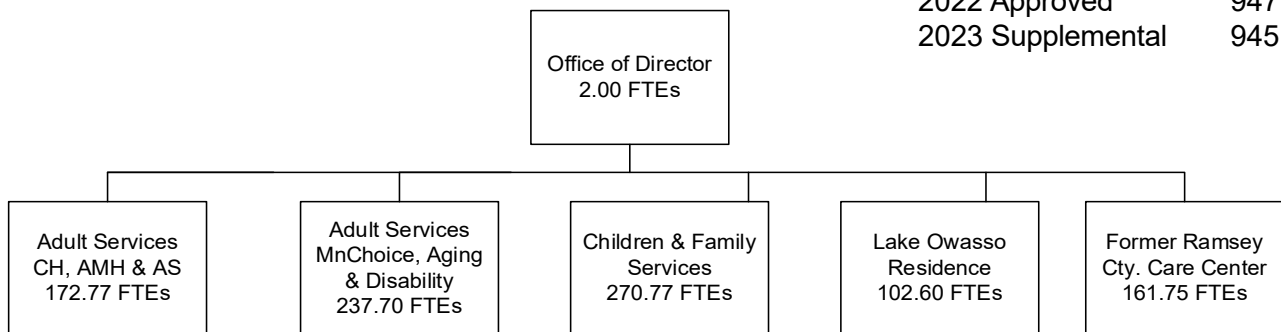 2022 Approved 947
2023 Supplemental 945
Office of Director
2.00 FTEs
Adult Services
CH, AMH & AS
172.77 FTEs
Adult Services
MnChoice, Aging
& Disability
237.70 FTEs
Children & Family
Services
270.77 FTEs
Lake Owasso
Residence
102.60 FTEs
Former Ramsey
Cty. Care Center
161.75 FTEs